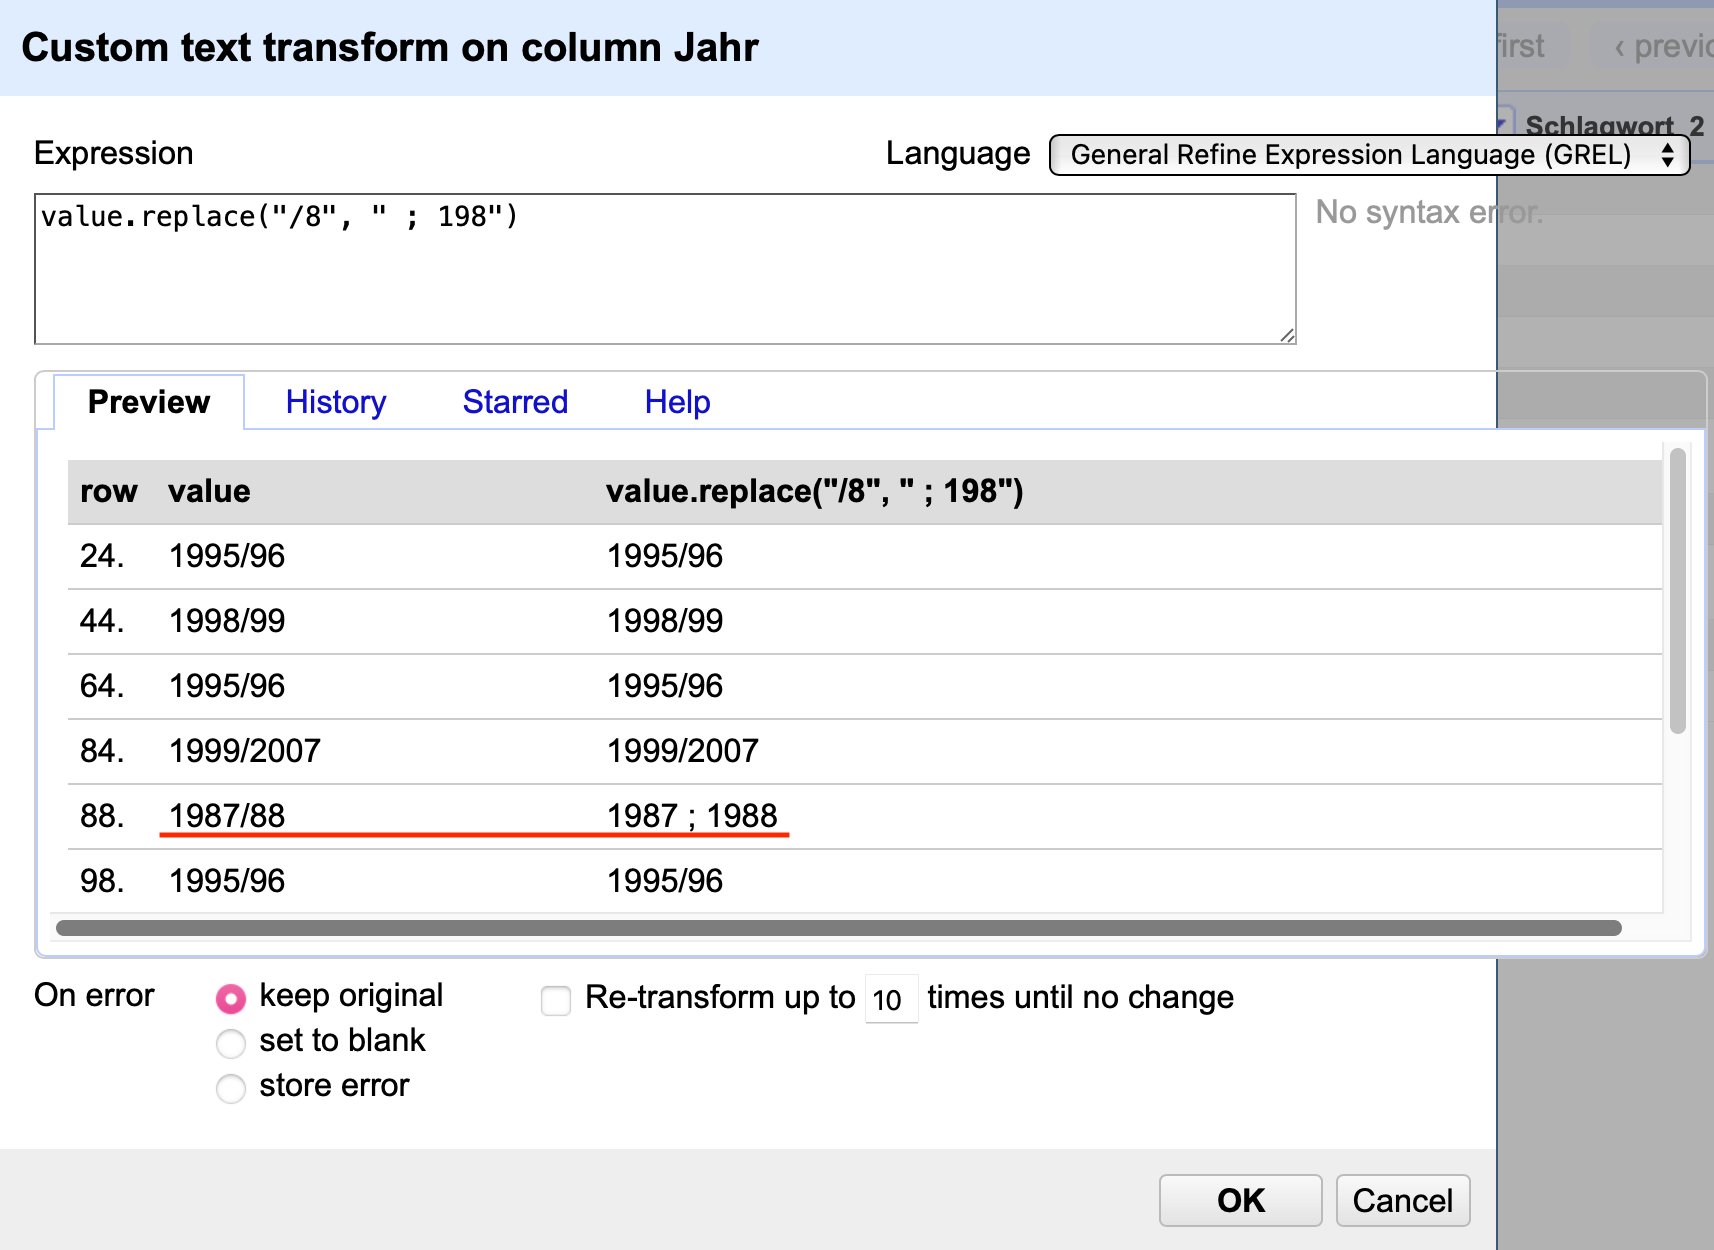 Custom text transform on column Jahr
first ‹ previo
Schlagwort_2
Expression
Language General Refine Expression Language (GREL)
value.replace("/8", " ; 198")
No syntax error.
Preview History Starred Help
row value value.replace("/8", " ; 198")
24. 1995/96 1995/96
44. 1998/99 1998/99
64. 1995/96 1995/96
84. 1999/2007 1999/2007
88. 1987/88 1987 ; 1988
98. 1995/96 1995/96
On error keep original Re-transform up to 10 times until no change
set to blank
store error
OK Cancel